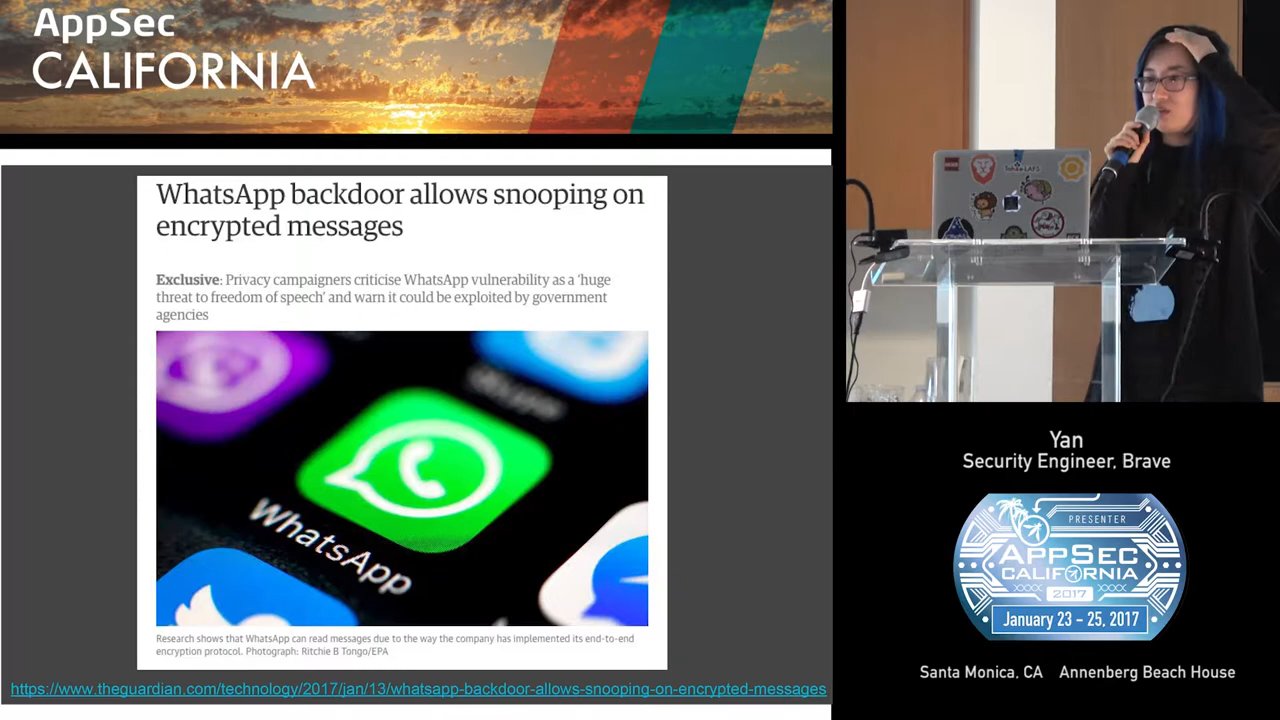 AppSec
CALIFORNIA
WhatsApp backdoor allows snooping on
encrypted messages
Exclusive: Privacy campaigners criticise WhatsApp vulnerability as a ‘huge
threat to freedom of speech’ and warn it could be exploited by government
agencies
WhatsApp
Research shows that WhatsApp can read messages due to the way the company has implemented its end-to-end
encryption protocol. Photograph: Ritchie B Tongo/EPA
https://www.theguardian.com/technology/2017/jan/13/whatsapp-backdoor-allows-snooping-on-encrypted-messages
Yan
Security Engineer, Brave
PRESENTER
APPSEC
CALIFORNIA
2017
January 23 – 25, 2017
Santa Monica, CA Annenberg Beach House